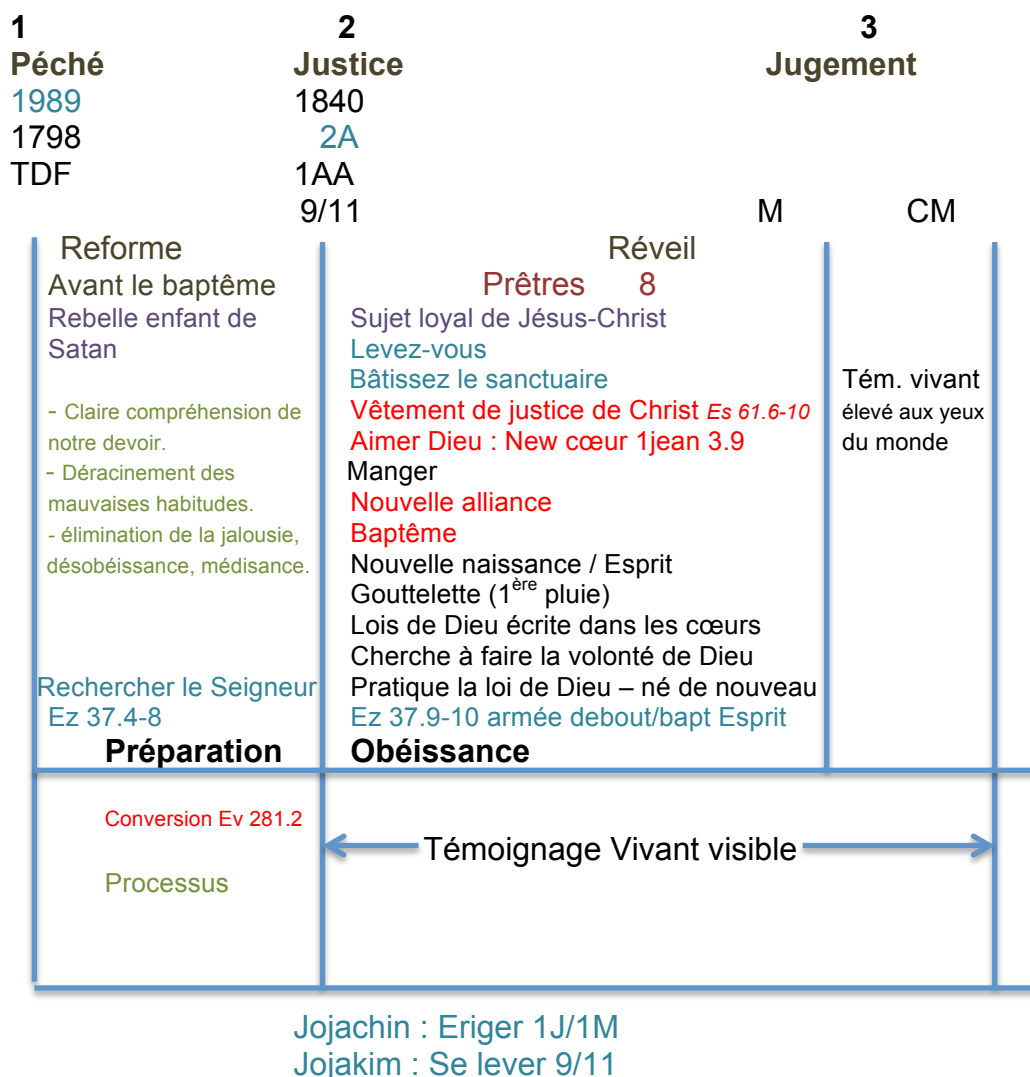 1 2 3
Péché Justice Jugement
1989 1840
1798 2A
TDF 1AA
9/11 M CM
Reforme
Avant le baptême
Rebelle enfant de
Satan
- Claire compréhension de
notre devoir.
- Déracinement des
mauvaises habitudes.
- élimination de la jalousie,
désobéissance, médisance.
Rechercher le Seigneur
Ez 37.4-8
Préparation
Réveil
Prêtres 8
Sujet loyal de Jésus-Christ
Levez-vous
Bâtissez le sanctuaire
Vêtement de justice de Christ Es 61.6-10
Aimer Dieu : New cœur 1jean 3.9
Manger
Nouvelle alliance
Baptême
Nouvelle naissance / Esprit
Gouttelette (1ère pluie)
Lois de Dieu écrite dans les cœurs
Cherche à faire la volonté de Dieu
Pratique la loi de Dieu – né de nouveau
Ez 37.9-10 armée debout/bapt Esprit
Obéissance
Tém. vivant
élevé aux yeux
du monde
Conversion Ev 281.2
Processus
Témoignage Vivant visible
Jojachin : Eriger 1J/1M
Jojakim : Se lever 9/11